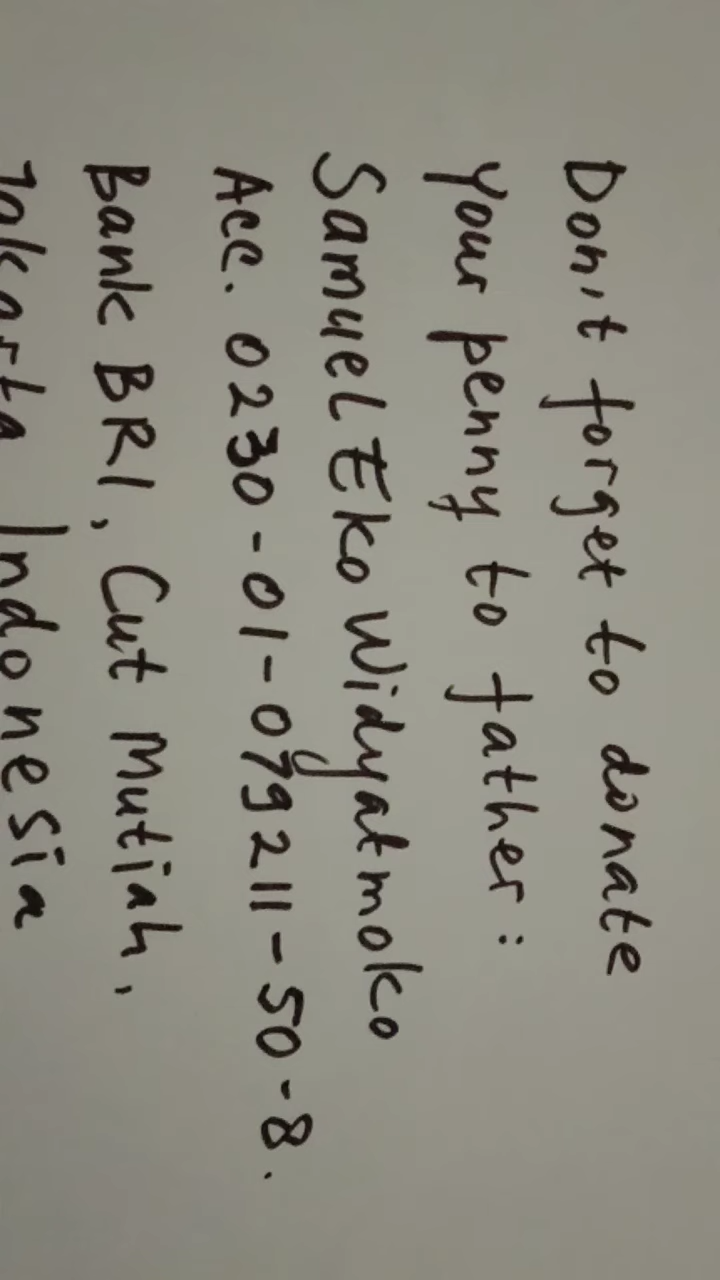 Don't forget to donate
your penny to father:
Samuel Eko Widyatmoko
Acc. 0230-01-079211-50-8.
Bank BRI, Cut Mutiah,
Jakarta Indonesia